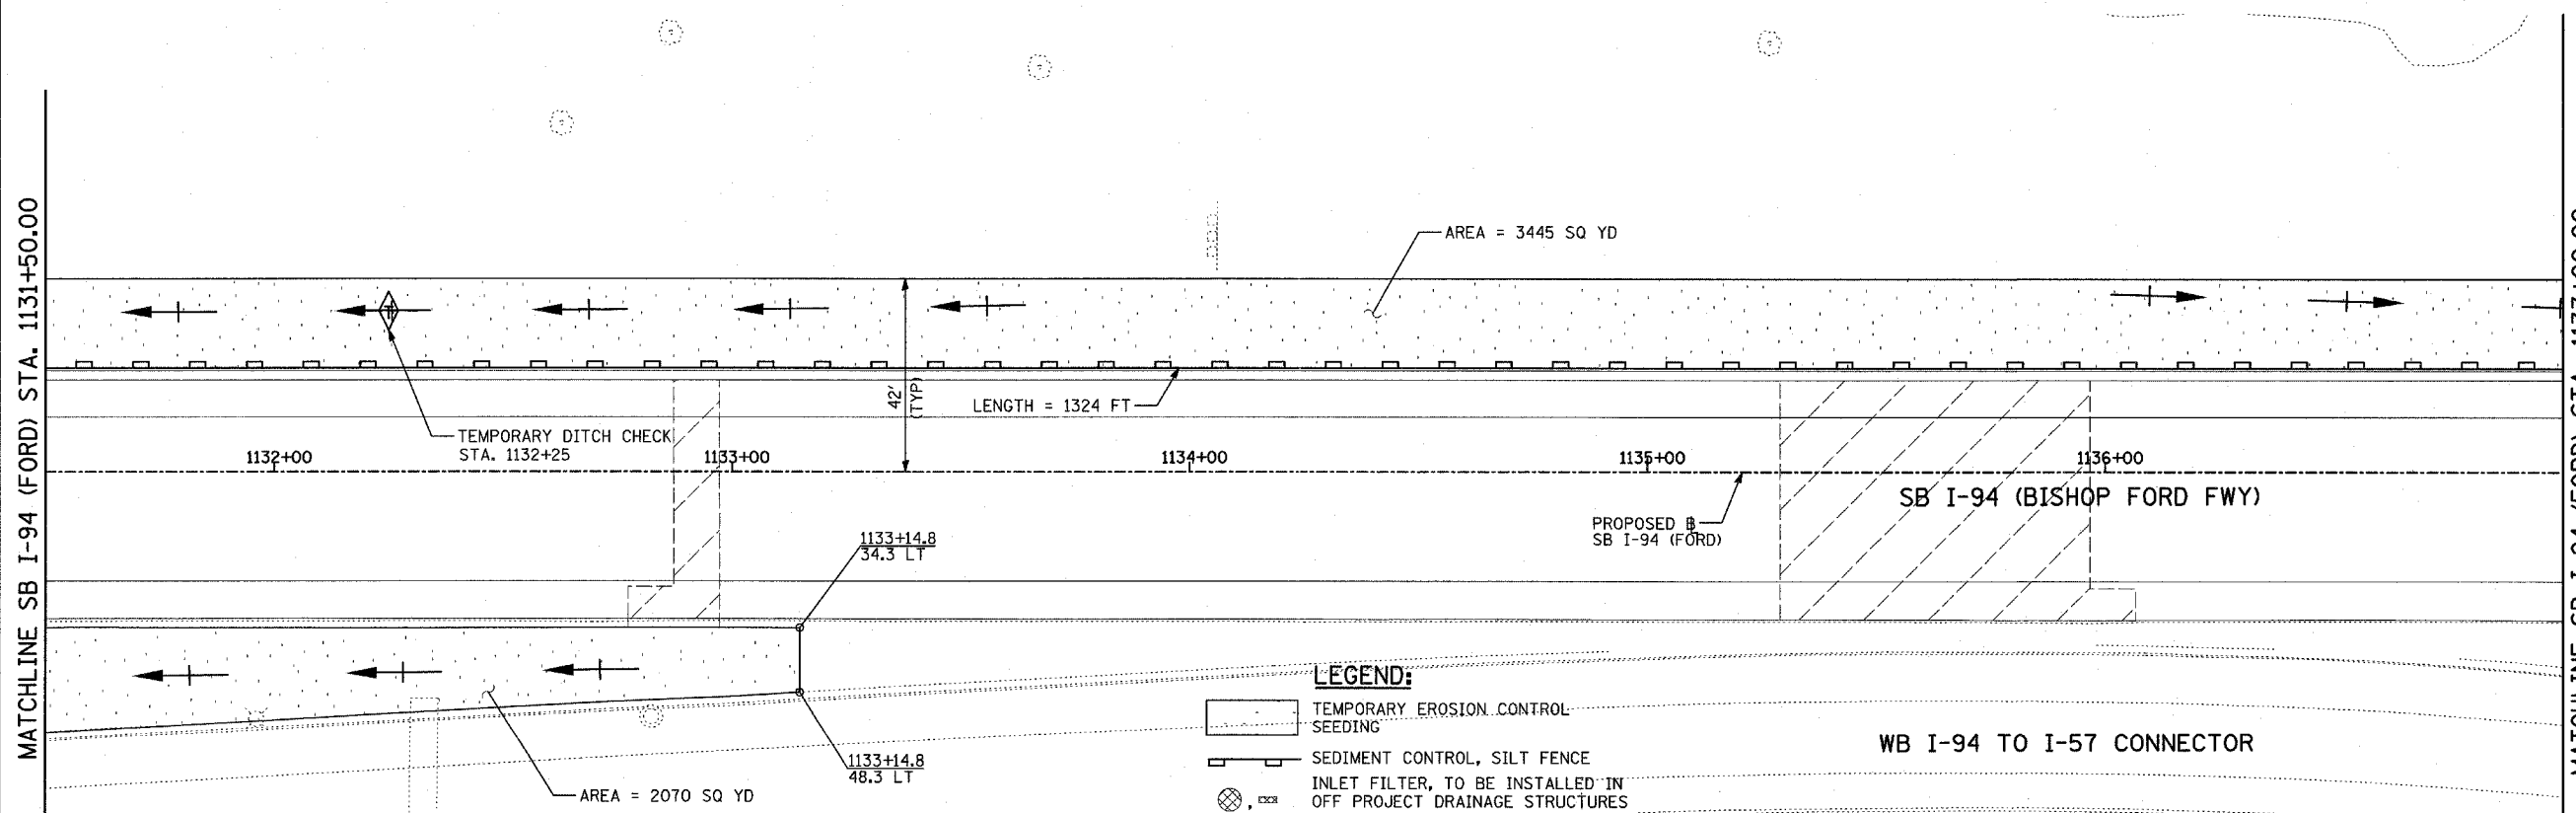 MATCHLINE SB I-94 (FORD) STA. 1131+50.00
AREA = 3445 SQ YD
42'
(TYP)
LENGTH = 1324 FT
TEMPORARY DITCH CHECK
STA. 1132+25
1132+00
1133+00
1134+00
1135+00
1136+00
SB I-94 (BISHOP FORD FWY)
PROPOSED ℄
SB I-94 (FORD)
1133+14.8
34.3 LT
1133+14.8
48.3 LT
AREA = 2070 SQ YD
LEGEND:
TEMPORARY EROSION CONTROL
SEEDING
SEDIMENT CONTROL, SILT FENCE
INLET FILTER, TO BE INSTALLED IN
OFF PROJECT DRAINAGE STRUCTURES
WB I-94 TO I-57 CONNECTOR